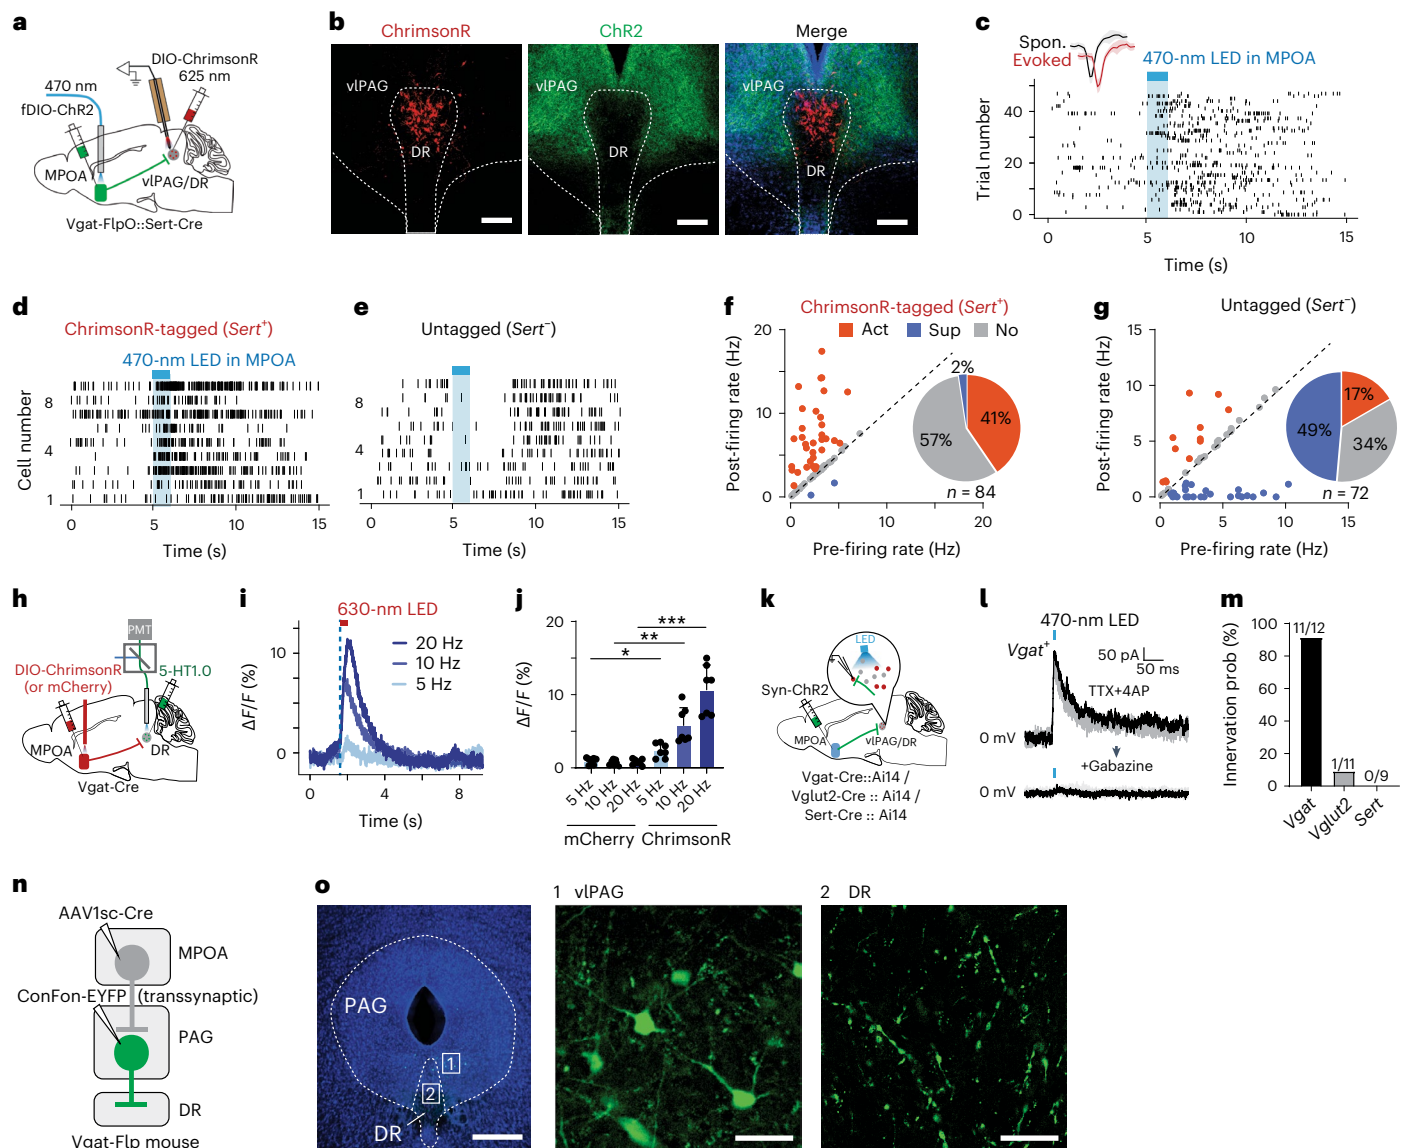 a
470 nm
DIO-ChrimsonR
625 nm
fDIO-ChR2
MPOA
vlPAG/DR
Vgat-FlpO::Sert-Cre
b
ChrimsonR
ChR2
Merge
vlPAG
DR
vlPAG
DR
vlPAG
DR
c
Spon.
Evoked
470-nm LED in MPOA
Trial number
40
20
0
0
5
10
15
Time (s)
d
ChrimsonR-tagged (Sert+)
470-nm LED in MPOA
Cell number
8
4
1
0
5
10
15
Time (s)
e
Untagged (Sert−)
8
4
1
0
5
10
15
Time (s)
f
ChrimsonR-tagged (Sert+)
Act
Sup
No
Post-firing rate (Hz)
20
10
0
2%
41%
57%
n = 84
0
10
20
Pre-firing rate (Hz)
g
Untagged (Sert−)
Post-firing rate (Hz)
15
10
5
0
17%
49%
34%
n = 72
0
5
10
15
Pre-firing rate (Hz)
h
PMT
DIO-ChrimsonR
(or mCherry)
5-HT1.0
MPOA
DR
Vgat-Cre
i
630-nm LED
20 Hz
10 Hz
5 Hz
ΔF/F (%)
10
0
0
4
8
Time (s)
j
***
**
*
ΔF/F (%)
20
10
0
5 Hz
10 Hz
20 Hz
5 Hz
10 Hz
20 Hz
mCherry
ChrimsonR
k
LED
Syn-ChR2
MPOA
vlPAG/DR
Vgat-Cre::Ai14 /
Vglut2-Cre :: Ai14 /
Sert-Cre :: Ai14
l
470-nm LED
Vgat+
50 pA
50 ms
TTX+4AP
0 mV
+Gabazine
0 mV
m
Innervation prob (%)
100
80
60
40
20
0
11/12
1/11
0/9
Vgat
Vglut2
Sert
n
AAV1sc-Cre
MPOA
ConFon-EYFP (transsynaptic)
PAG
DR
Vgat-Flp mouse
o
PAG
1
2
DR
1 vlPAG
2 DR